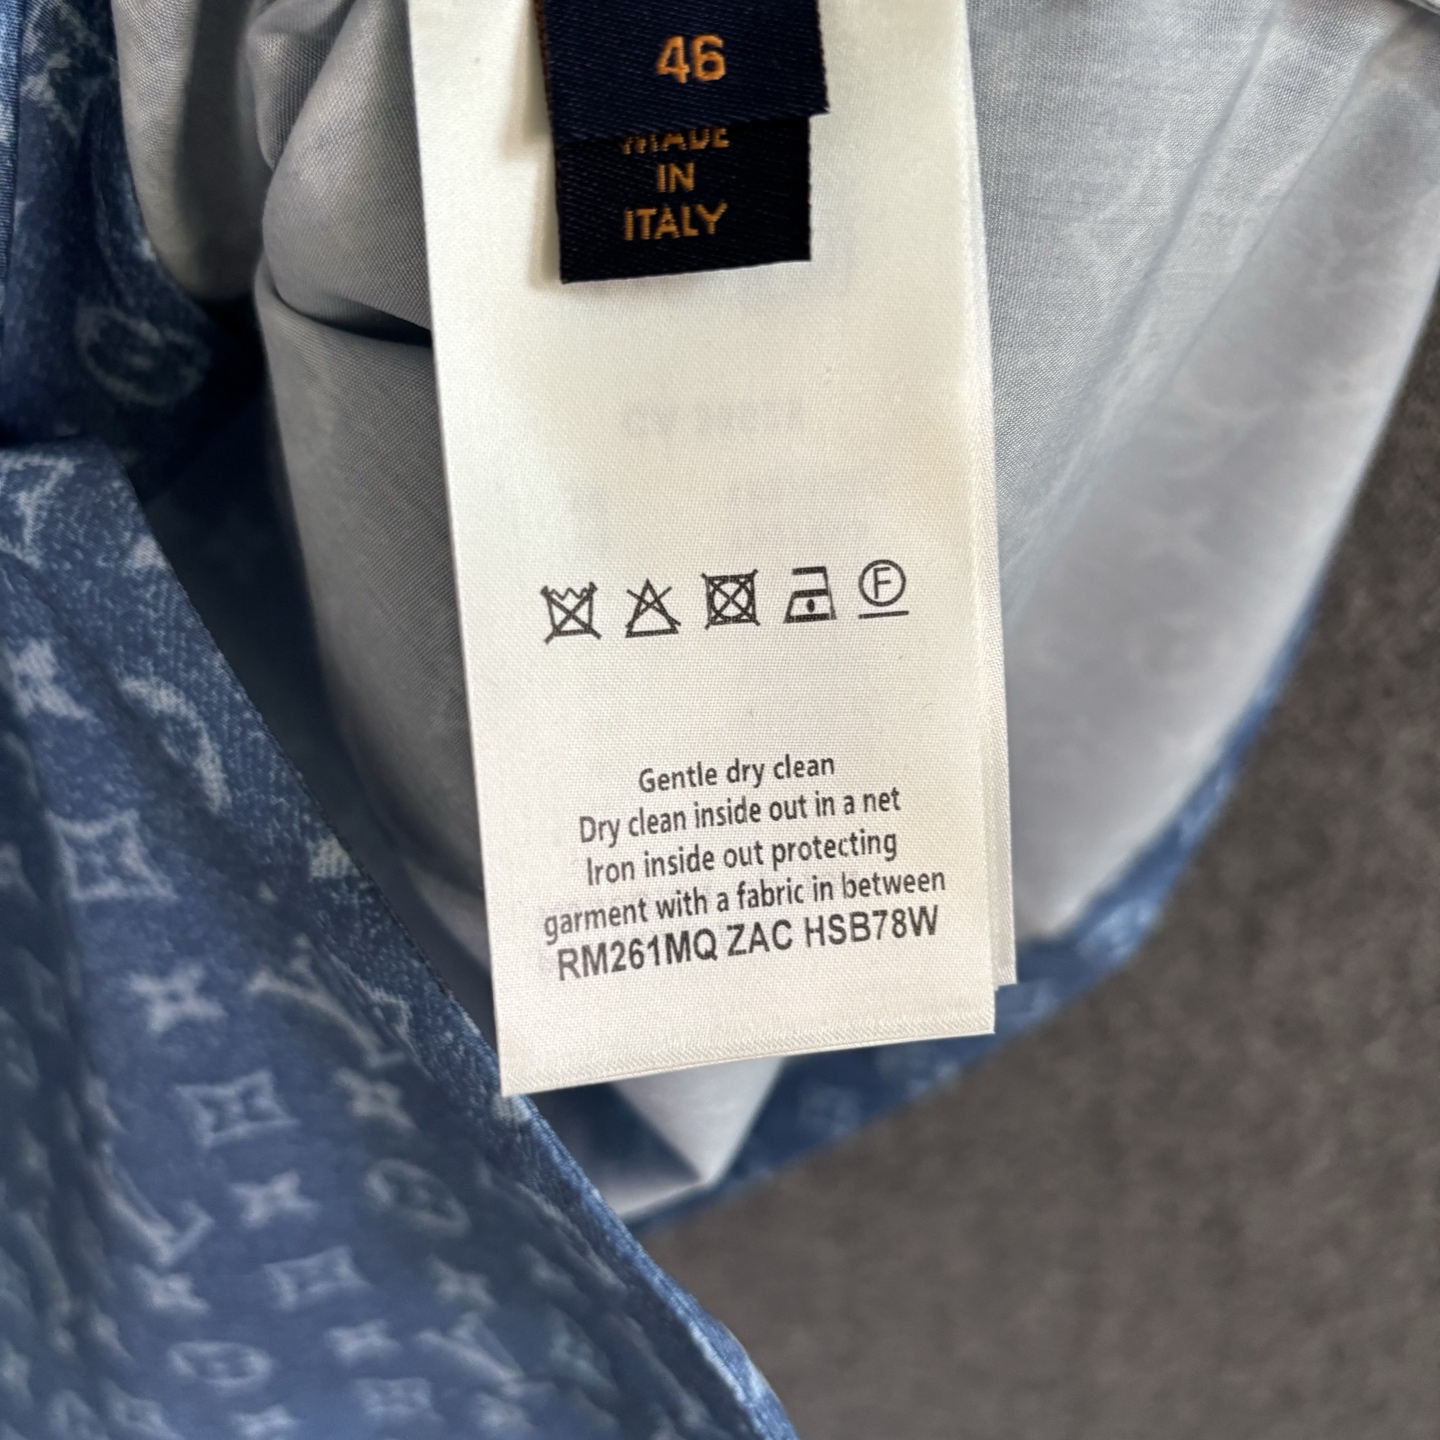 46
MADE
IN
ITALY
F
Gentle dry clean
Dry clean inside out in a net
Iron inside out protecting
garment with a fabric in between
RM261MQ ZAC HSB78W